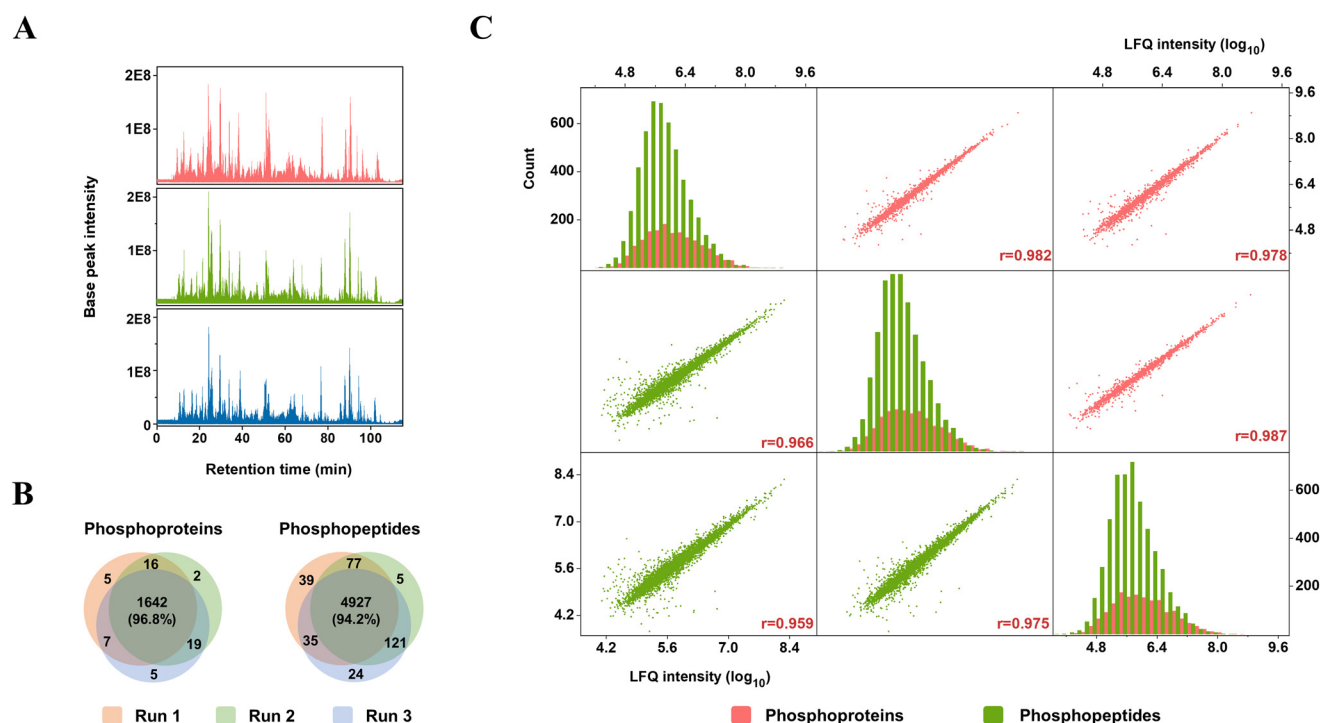 A
2E8
1E8
2E8
1E8
2E8
1E8
0
Base peak intensity
0 20 40 60 80 100
Retention time (min)
B
Phosphoproteins
5
16
2
1642
(96.8%)
7
19
5
Phosphopeptides
39
77
5
4927
(94.2%)
35
121
24
Run 1 Run 2 Run 3
C
LFQ intensity (log10)
4.8 6.4 8.0 9.6
4.8 6.4 8.0 9.6
600
400
200
Count
9.6
8.0
6.4
4.8
r=0.982
r=0.978
r=0.966
r=0.987
8.4
7.0
5.6
4.2
r=0.959
r=0.975
600
400
200
4.2 5.6 7.0 8.4
4.8 6.4 8.0 9.6
LFQ intensity (log10)
Phosphoproteins Phosphopeptides